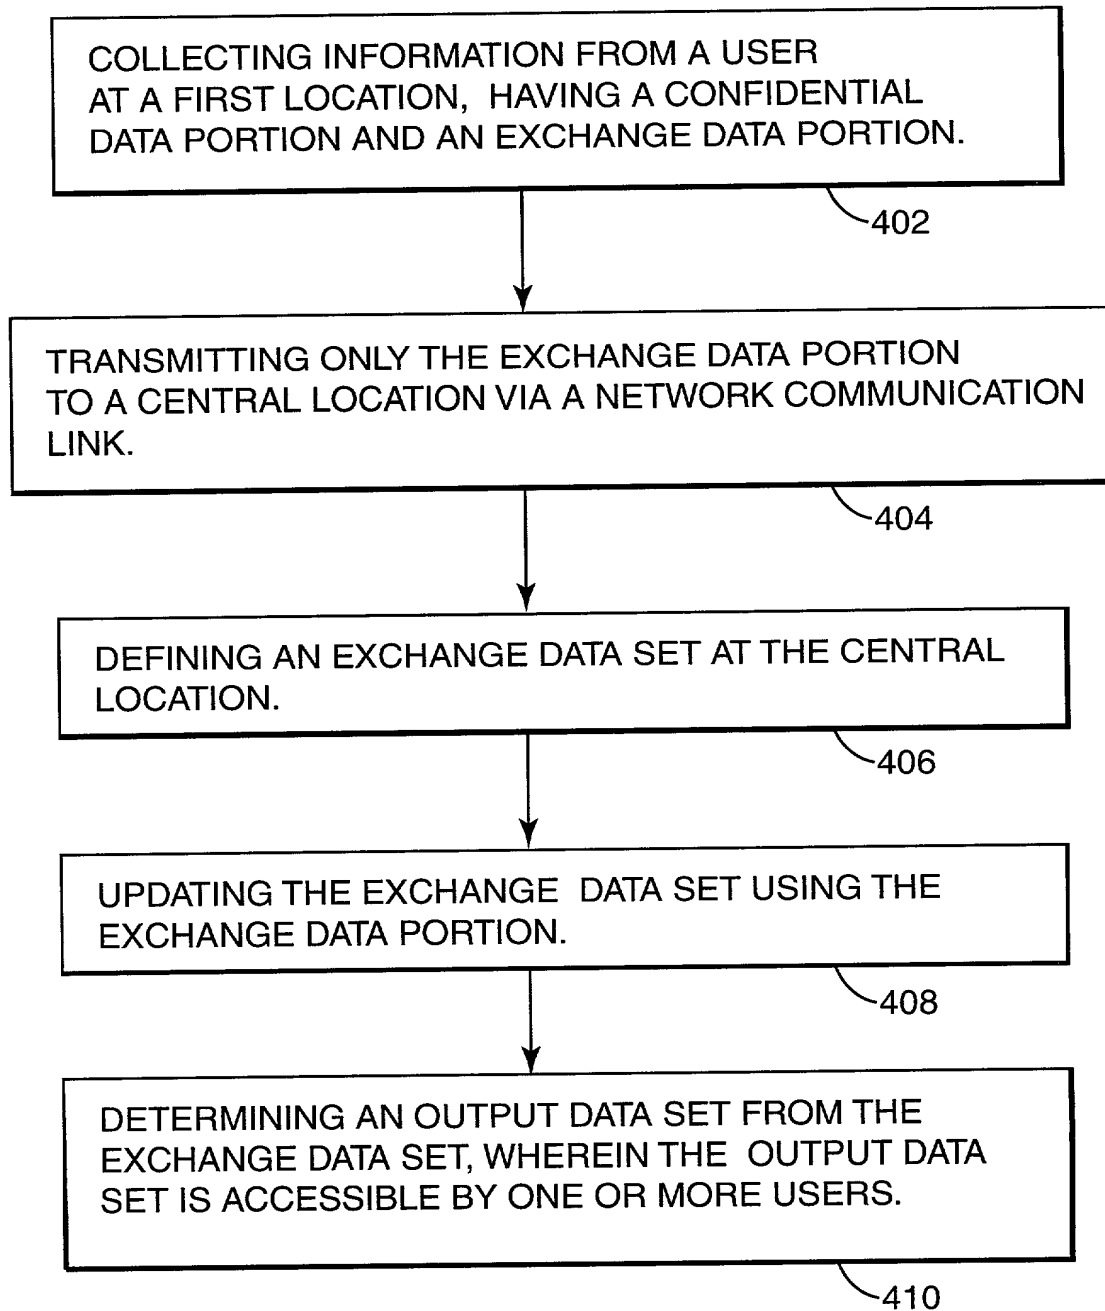 COLLECTING INFORMATION FROM A USER
AT A FIRST LOCATION, HAVING A CONFIDENTIAL
DATA PORTION AND AN EXCHANGE DATA PORTION.
402
TRANSMITTING ONLY THE EXCHANGE DATA PORTION
TO A CENTRAL LOCATION VIA A NETWORK COMMUNICATION
LINK.
404
DEFINING AN EXCHANGE DATA SET AT THE CENTRAL
LOCATION.
406
UPDATING THE EXCHANGE DATA SET USING THE
EXCHANGE DATA PORTION.
408
DETERMINING AN OUTPUT DATA SET FROM THE
EXCHANGE DATA SET, WHEREIN THE OUTPUT DATA
SET IS ACCESSIBLE BY ONE OR MORE USERS.
410